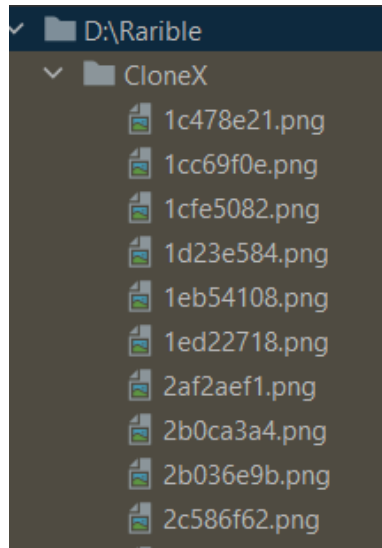 D:\Rarible
CloneX
1c478e21.png
1cc69f0e.png
1cfe5082.png
1d23e584.png
1eb54108.png
1ed22718.png
2af2aef1.png
2b0ca3a4.png
2b036e9b.png
2c586f62.png